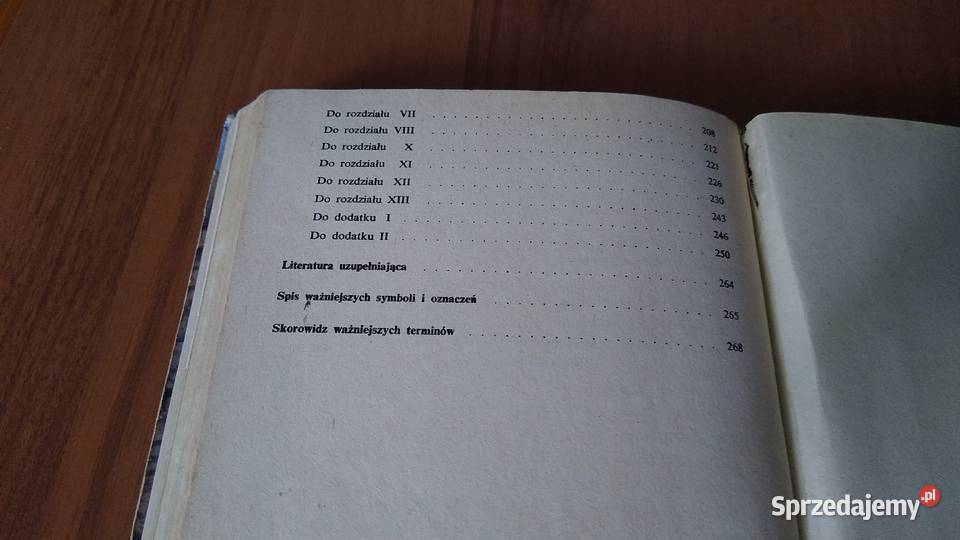 Do rozdziału VII . . . . . . . . . . . . . . . . . . . . . . . 208
Do rozdziału VIII . . . . . . . . . . . . . . . . . . . . . . . 212
Do rozdziału X . . . . . . . . . . . . . . . . . . . . . . . 221
Do rozdziału XI . . . . . . . . . . . . . . . . . . . . . . . 226
Do rozdziału XII . . . . . . . . . . . . . . . . . . . . . . . 230
Do rozdziału XIII . . . . . . . . . . . . . . . . . . . . . . . 243
Do dodatku I . . . . . . . . . . . . . . . . . . . . . . . 246
Do dodatku II . . . . . . . . . . . . . . . . . . . . . . . 250
Literatura uzupełniająca . . . . . . . . . . . . . . . . . . . . . . 264
Spis ważniejszych symboli i oznaczeń . . . . . . . . . . . . . . . . . 265
Skorowidz ważniejszych terminów . . . . . . . . . . . . . . . . . . . 268
Sprzedajemy.pl